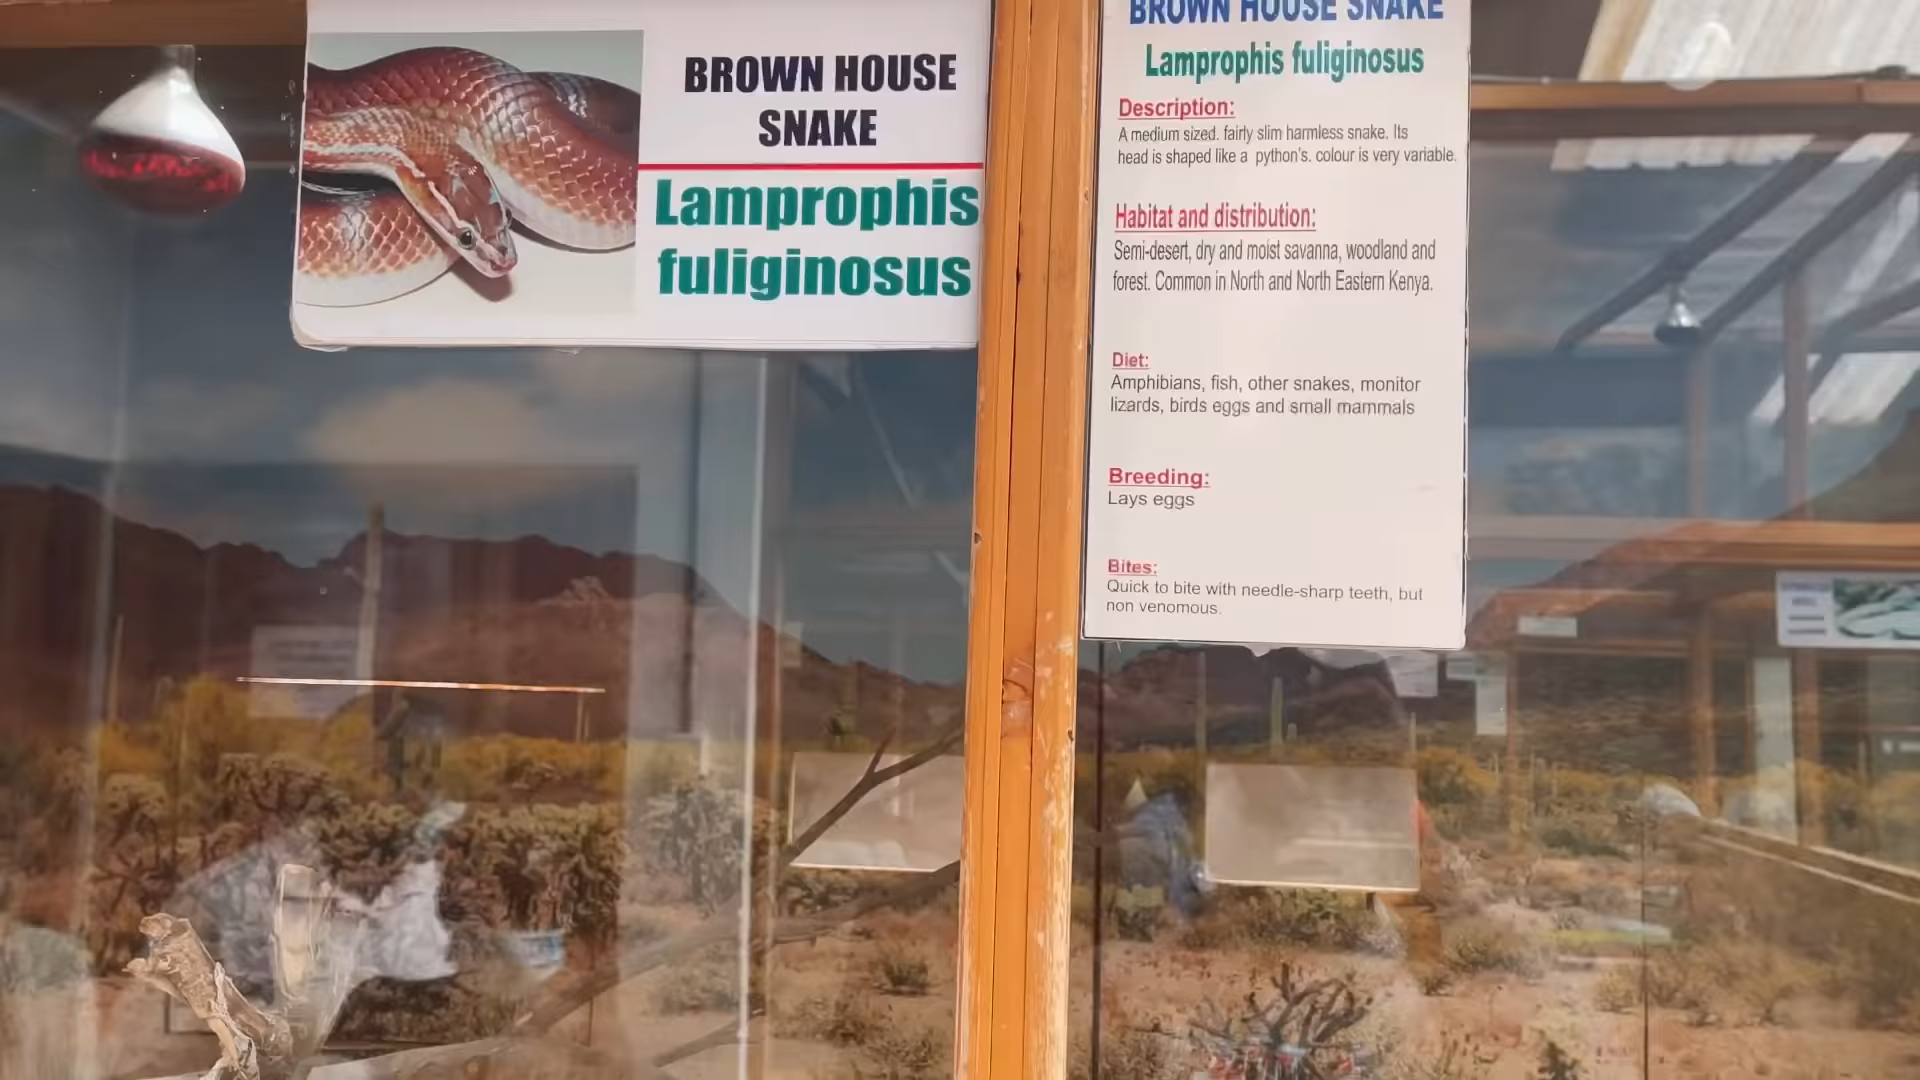 BROWN HOUSE
SNAKE
Lamprophis
fuliginosus
BROWN HOUSE SNAKE
Lamprophis fuliginosus
Description:
A medium sized. fairly slim harmless snake. Its
head is shaped like a python's. colour is very variable.
Habitat and distribution:
Semi-desert, dry and moist savanna, woodland and
forest. Common in North and North Eastern Kenya.
Diet:
Amphibians, fish, other snakes, monitor
lizards, birds eggs and small mammals
Breeding:
Lays eggs
Bites:
Quick to bite with needle-sharp teeth, but
non venomous.